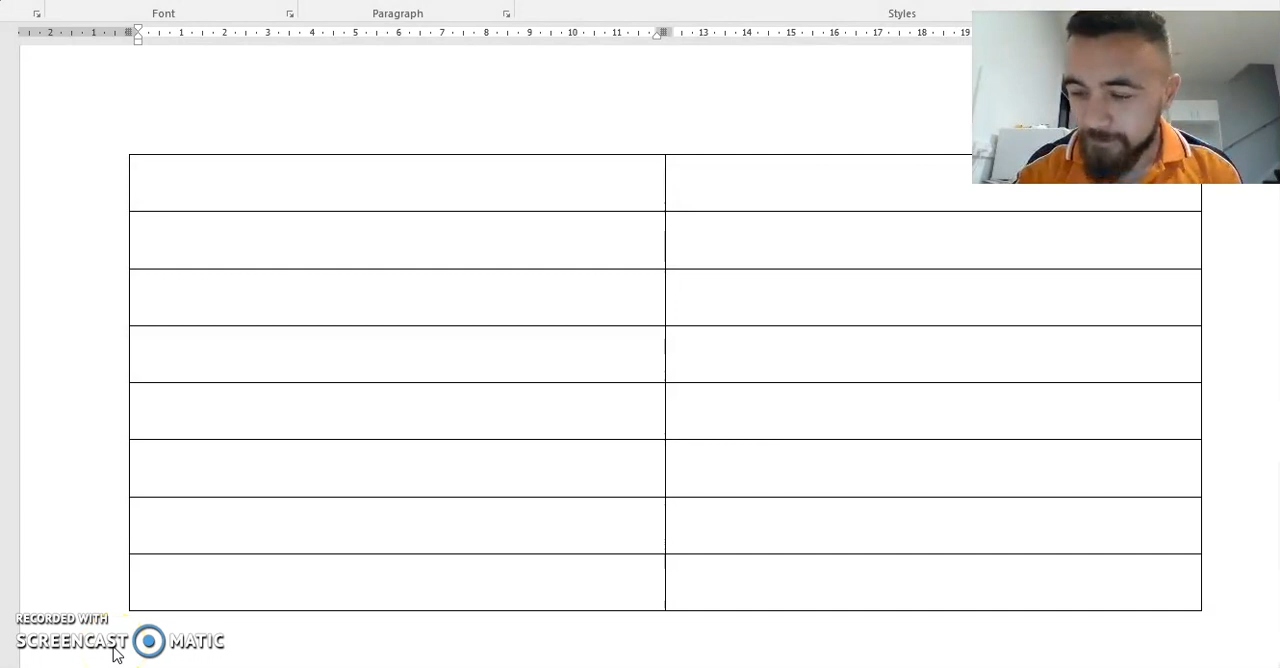 Font Paragraph Styles
2 1 1 2 3 4 5 6 7 8 9 10 11 13 14 15 16 17 18 19
RECORDED WITH
SCREENCAST MATIC